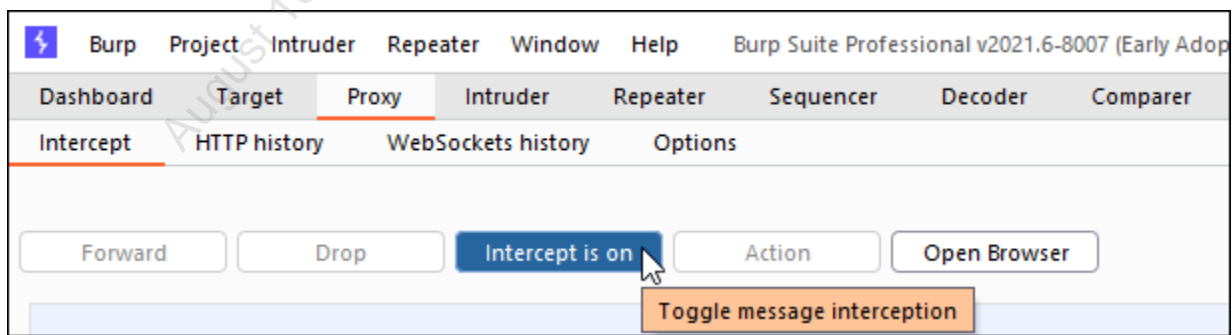 Burp Project Intruder Repeater Window Help Burp Suite Professional v2021.6-8007 (Early Adop
Dashboard Target Proxy Intruder Repeater Sequencer Decoder Comparer
Intercept HTTP history WebSockets history Options
Forward Drop Intercept is on Action Open Browser
Toggle message interception
August